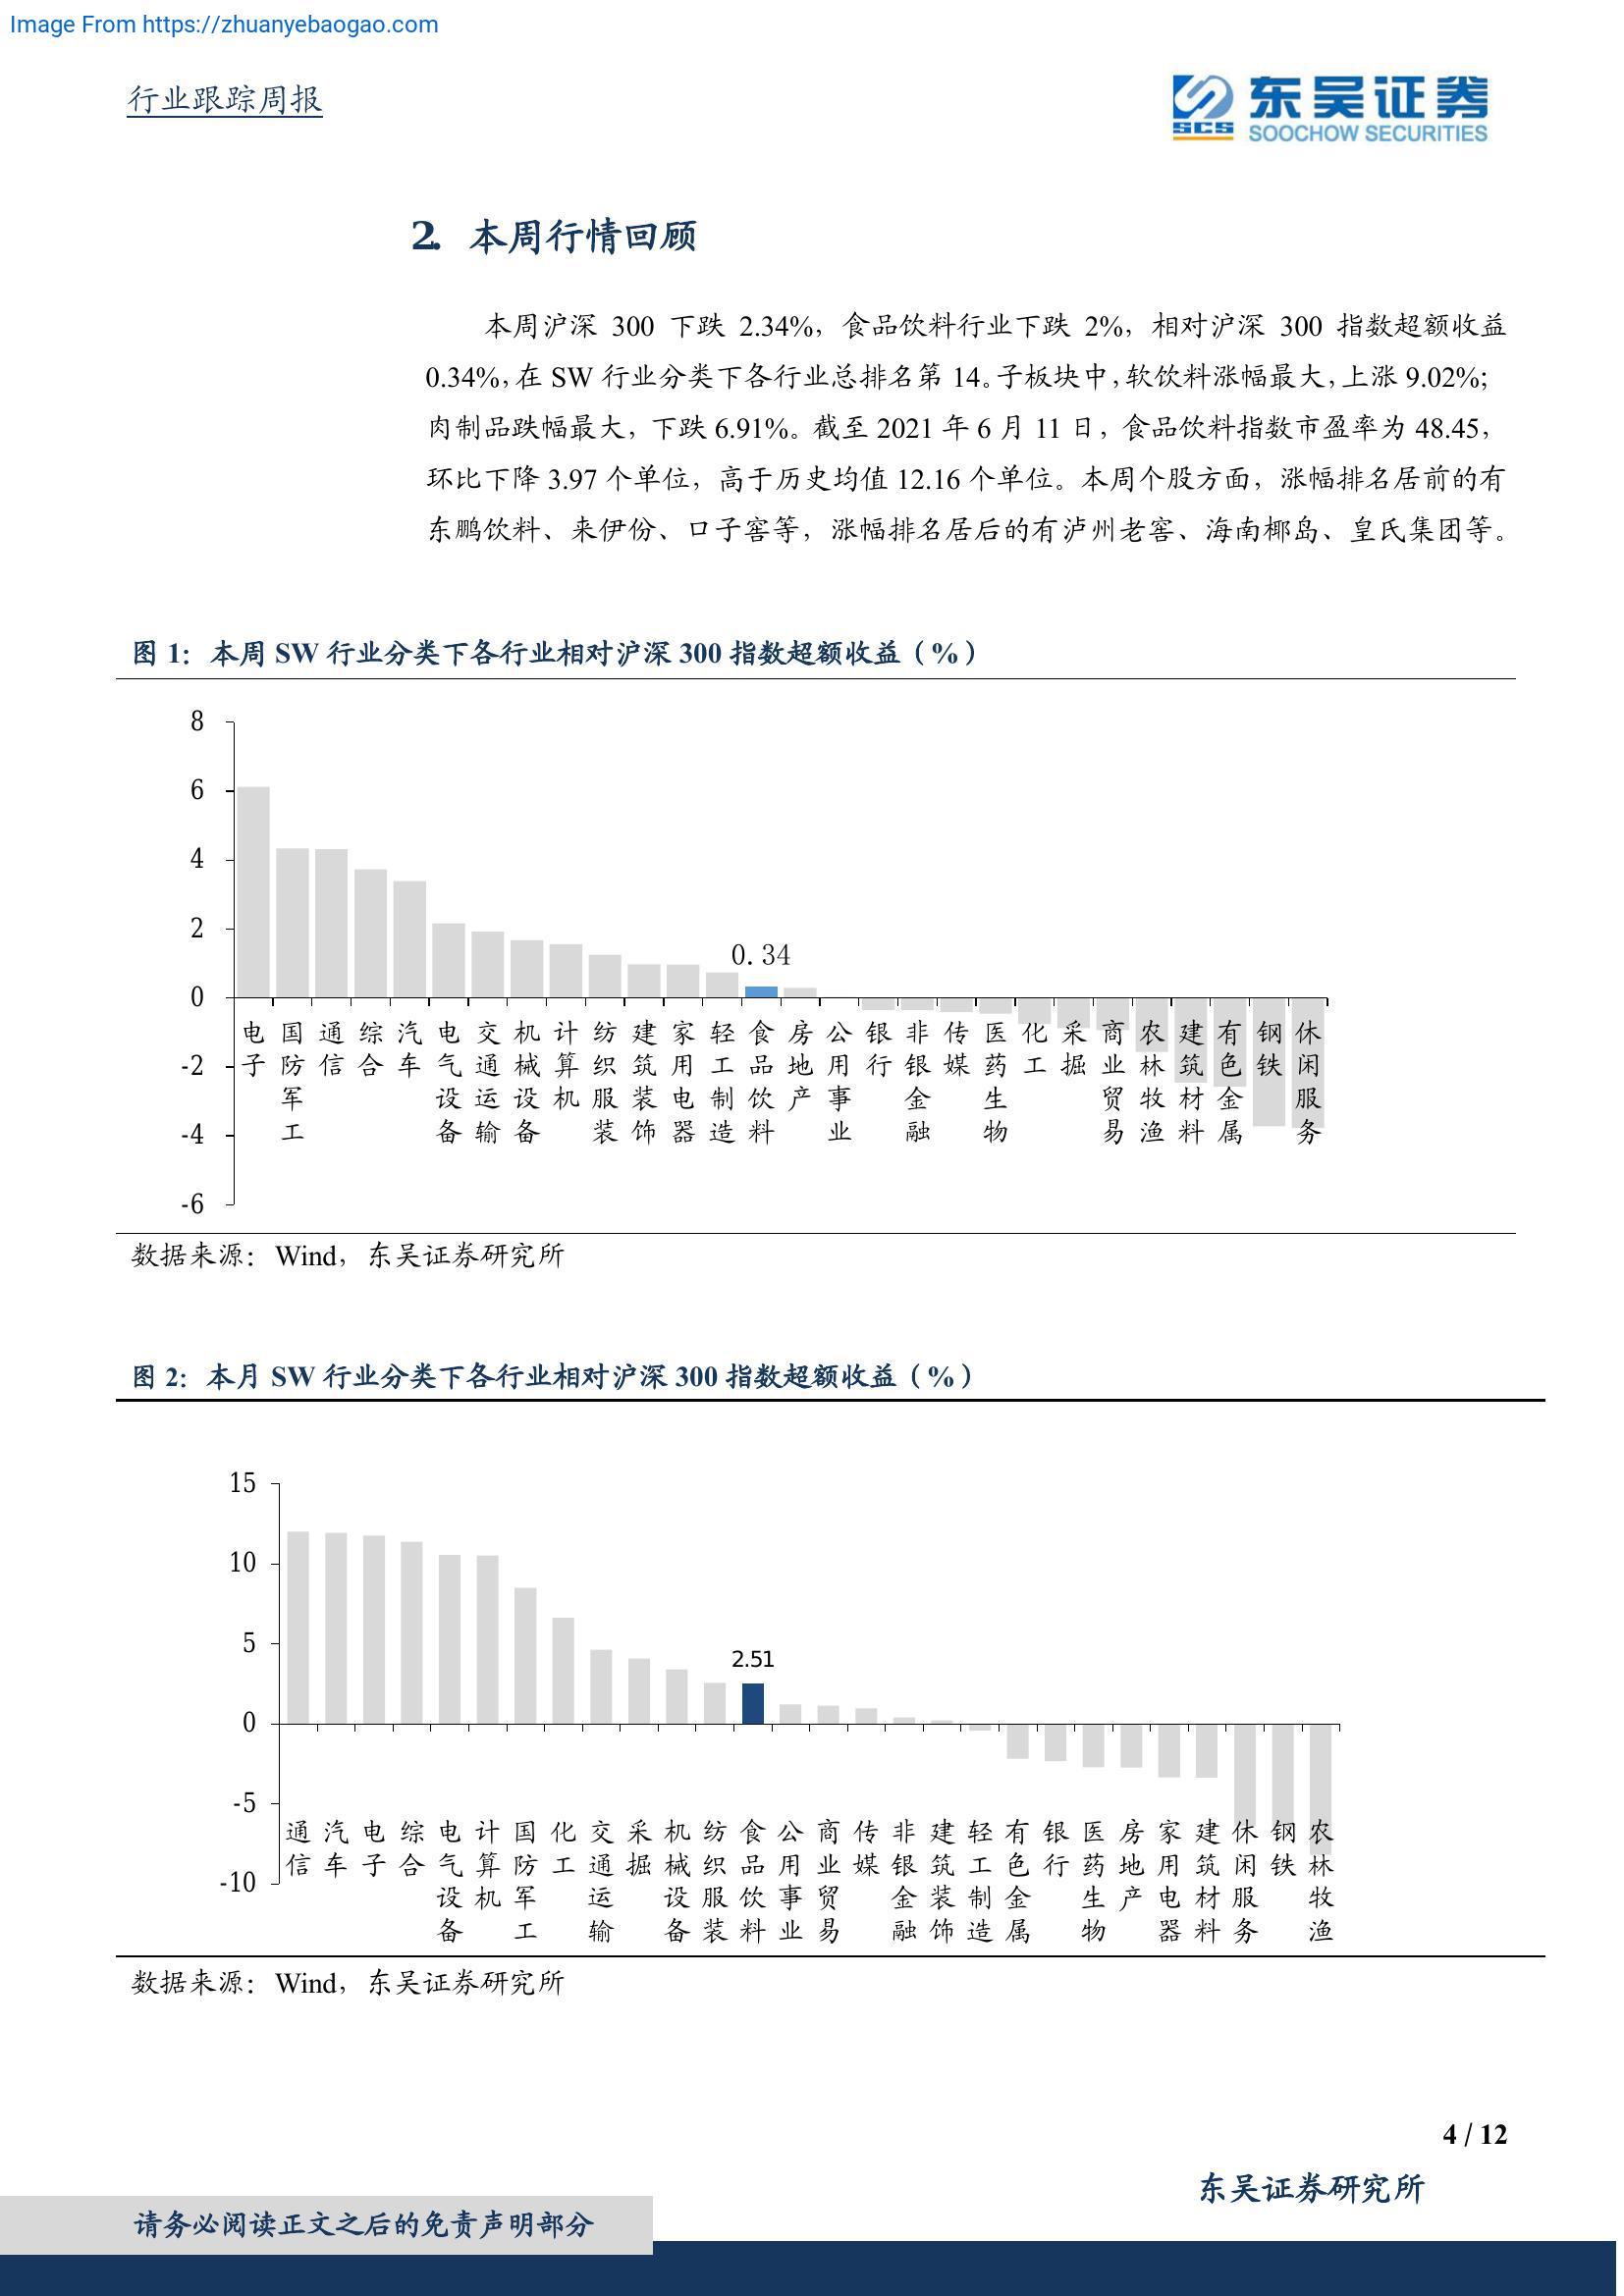 Image From https://zhuanyebaogao.com
行业跟踪周报
SCS
东吴证券
SOOCHOW SECURITIES
2. 本周行情回顾
本周沪深 300 下跌 2.34%，食品饮料行业下跌 2%，相对沪深 300 指数超额收益
0.34%，在 SW 行业分类下各行业总排名第 14。子板块中，软饮料涨幅最大，上涨 9.02%；
肉制品跌幅最大，下跌 6.91%。截至 2021 年 6 月 11 日，食品饮料指数市盈率为 48.45，
环比下降 3.97 个单位，高于历史均值 12.16 个单位。本周个股方面，涨幅排名居前的有
东鹏饮料、来伊份、口子窖等，涨幅排名居后的有泸州老窖、海南椰岛、皇氏集团等。
图 1：本周 SW 行业分类下各行业相对沪深 300 指数超额收益（%）
8
6
4
2
0
-2
-4
-6
0.34
电子
国防军工
通信
综合
汽车
电气设备
交通运输
机械设备
计算机
纺织服装
建筑装饰
家用电器
轻工制造
食品饮料
房地产
公用事业
银行
非银金融
传媒
医药生物
化工
采掘
商业贸易
农林牧渔
建筑材料
有色金属
钢铁
休闲服务
数据来源：Wind，东吴证券研究所
图 2：本月 SW 行业分类下各行业相对沪深 300 指数超额收益（%）
15
10
5
0
-5
-10
2.51
通信
汽车
电子
综合
电气设备
计算机
国防军工
化工
交通运输
采掘
机械设备
纺织服装
食品饮料
公用事业
商业贸易
传媒
非银金融
建筑装饰
轻工制造
有色金属
银行
医药生物
房地产
家用电器
建筑材料
休闲服务
钢铁
农林牧渔
数据来源：Wind，东吴证券研究所
4 / 12
东吴证券研究所
请务必阅读正文之后的免责声明部分